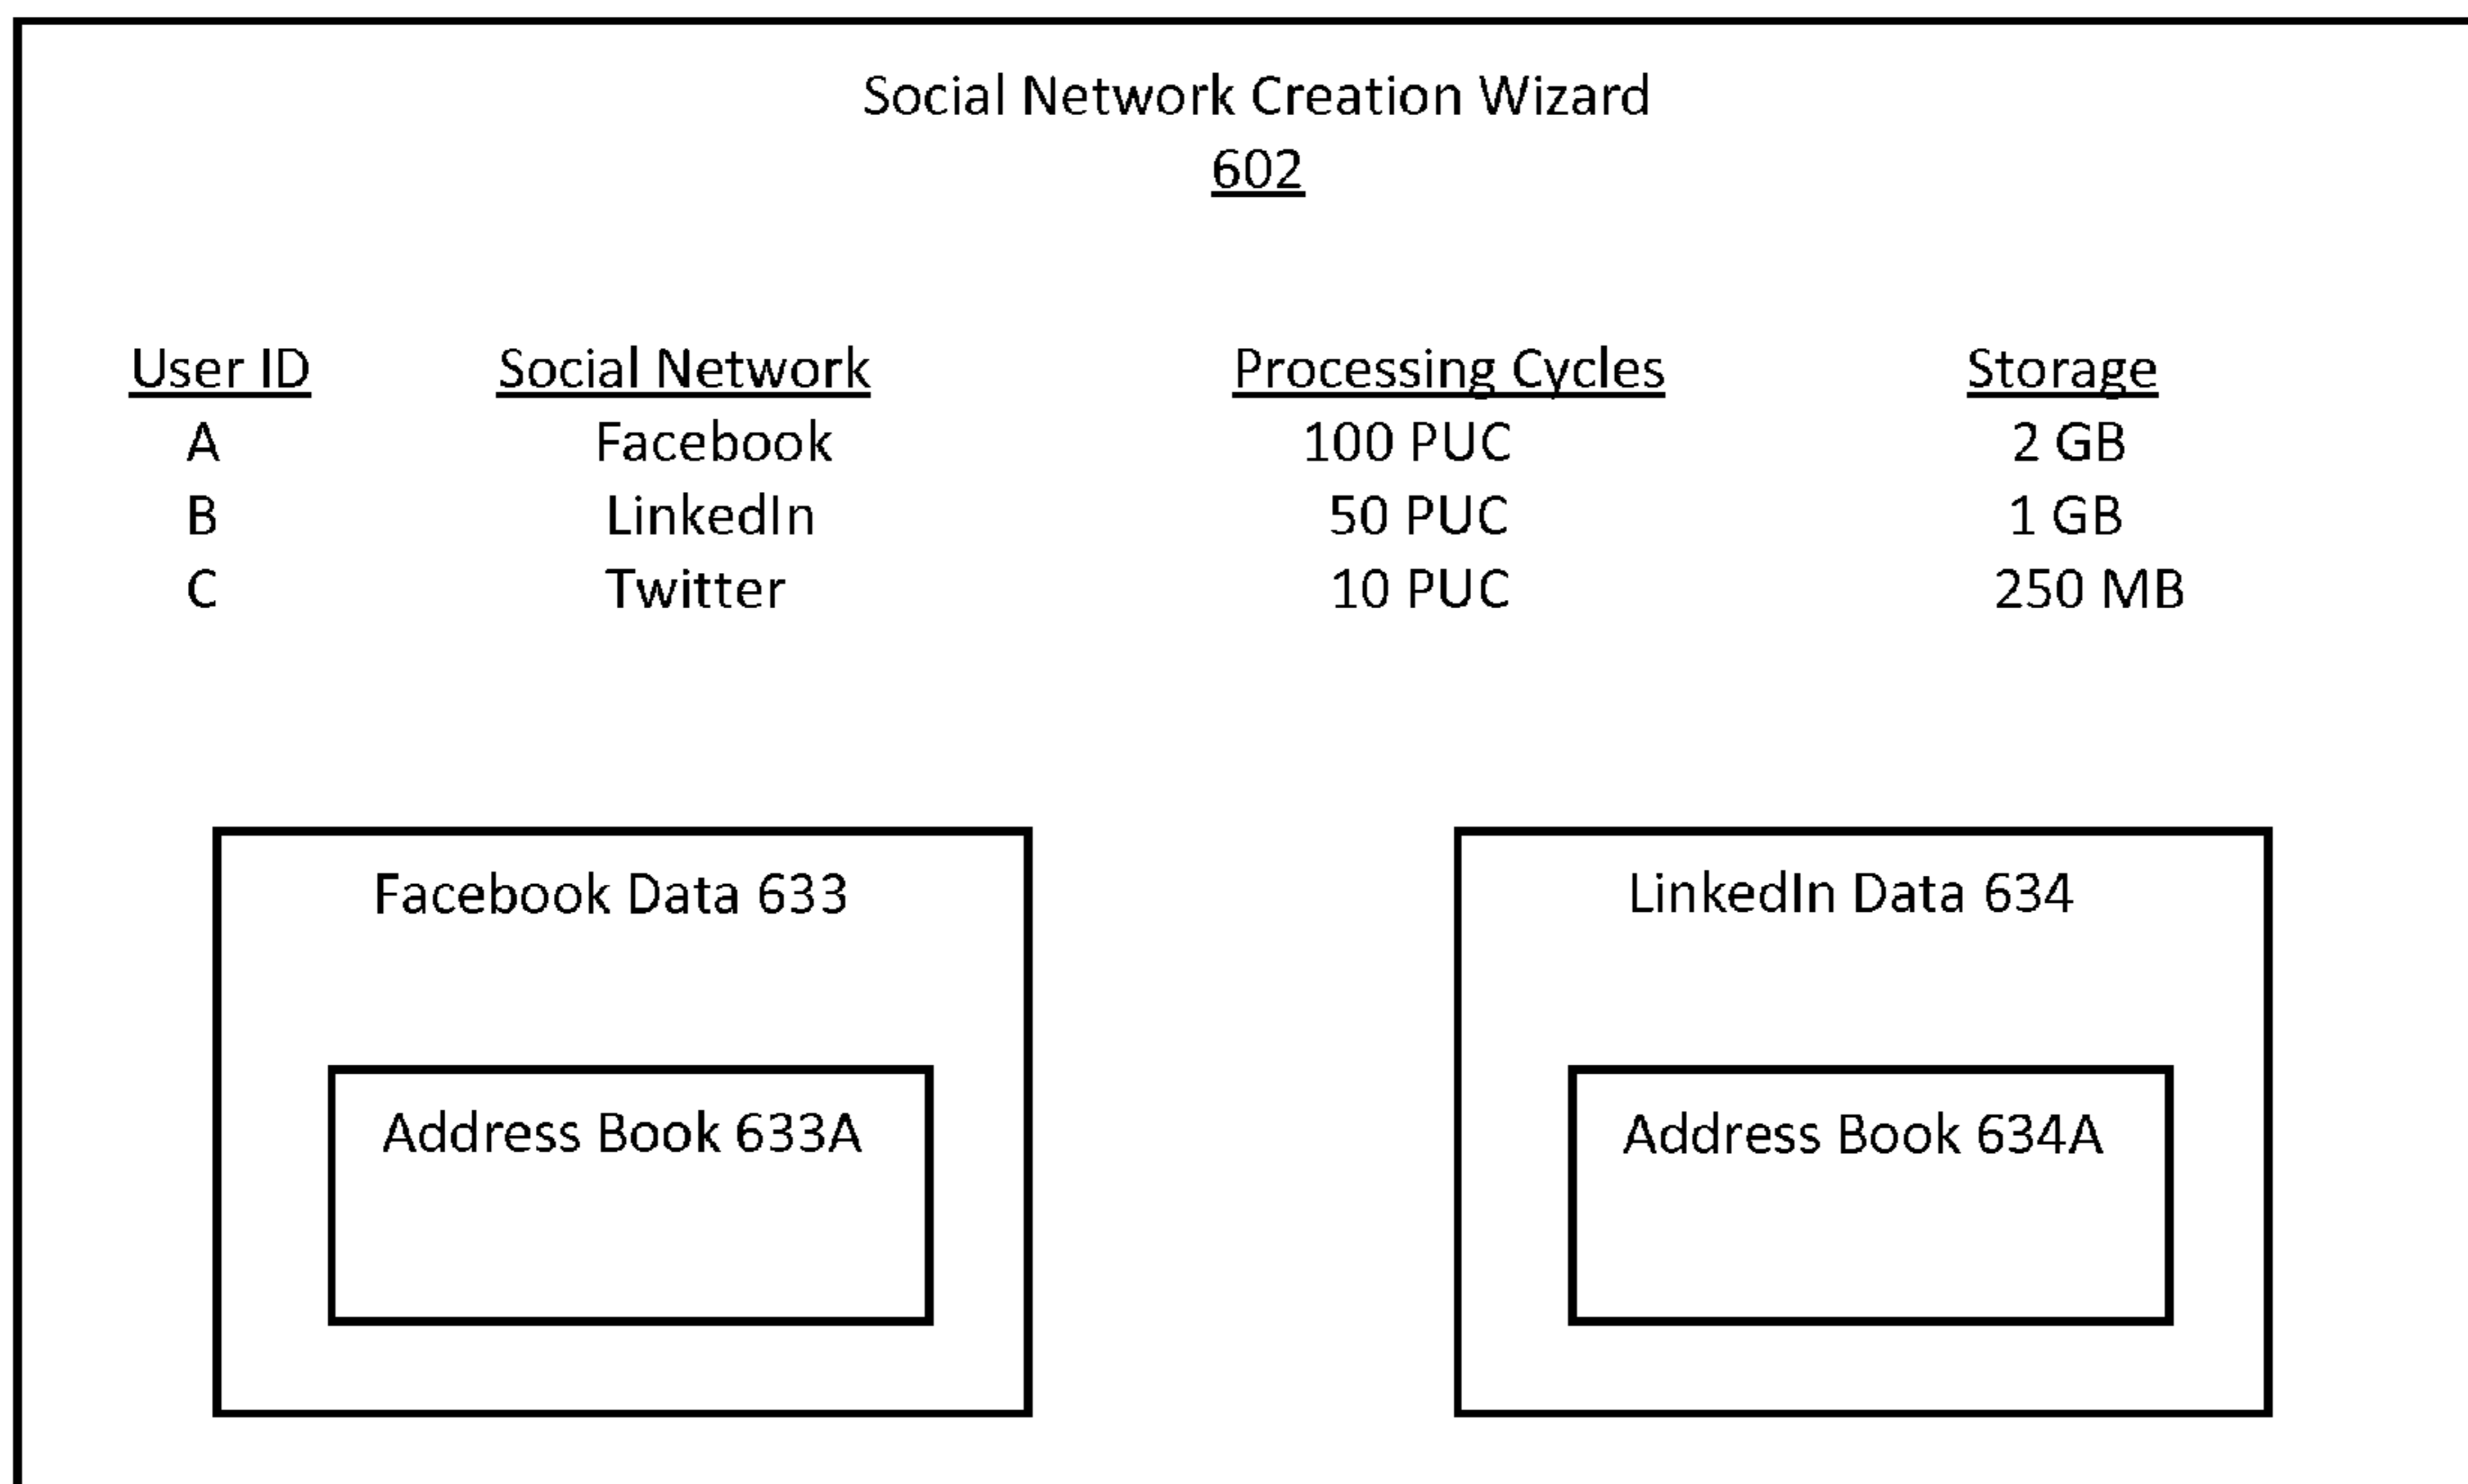 Social Network Creation Wizard
602
User ID Social Network Processing Cycles Storage
A Facebook 100 PUC 2 GB
B LinkedIn 50 PUC 1 GB
C Twitter 10 PUC 250 MB
Facebook Data 633 LinkedIn Data 634
Address Book 633A Address Book 634A